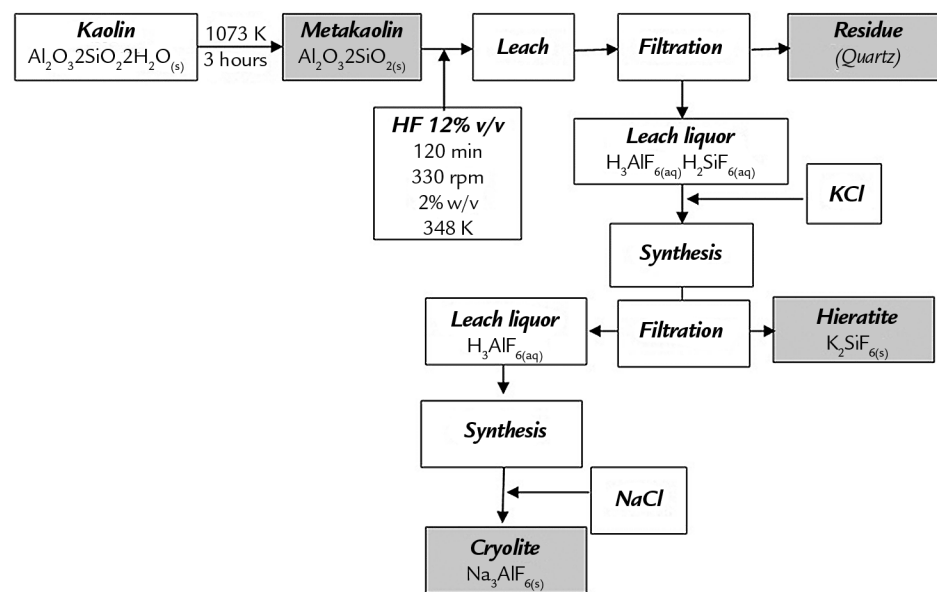 Kaolin
Al₂O₃2SiO₂2H₂O₍s₎
1073 K
3 hours
Metakaolin
Al₂O₃2SiO₂₍s₎
Leach
Filtration
Residue
(Quartz)
HF 12% v/v
120 min
330 rpm
2% w/v
348 K
Leach liquor
H₃AlF₆₍aq₎H₂SiF₆₍aq₎
KCl
Synthesis
Leach liquor
H₃AlF₆₍aq₎
Filtration
Hieratite
K₂SiF₆₍s₎
Synthesis
NaCl
Cryolite
Na₃AlF₆₍s₎